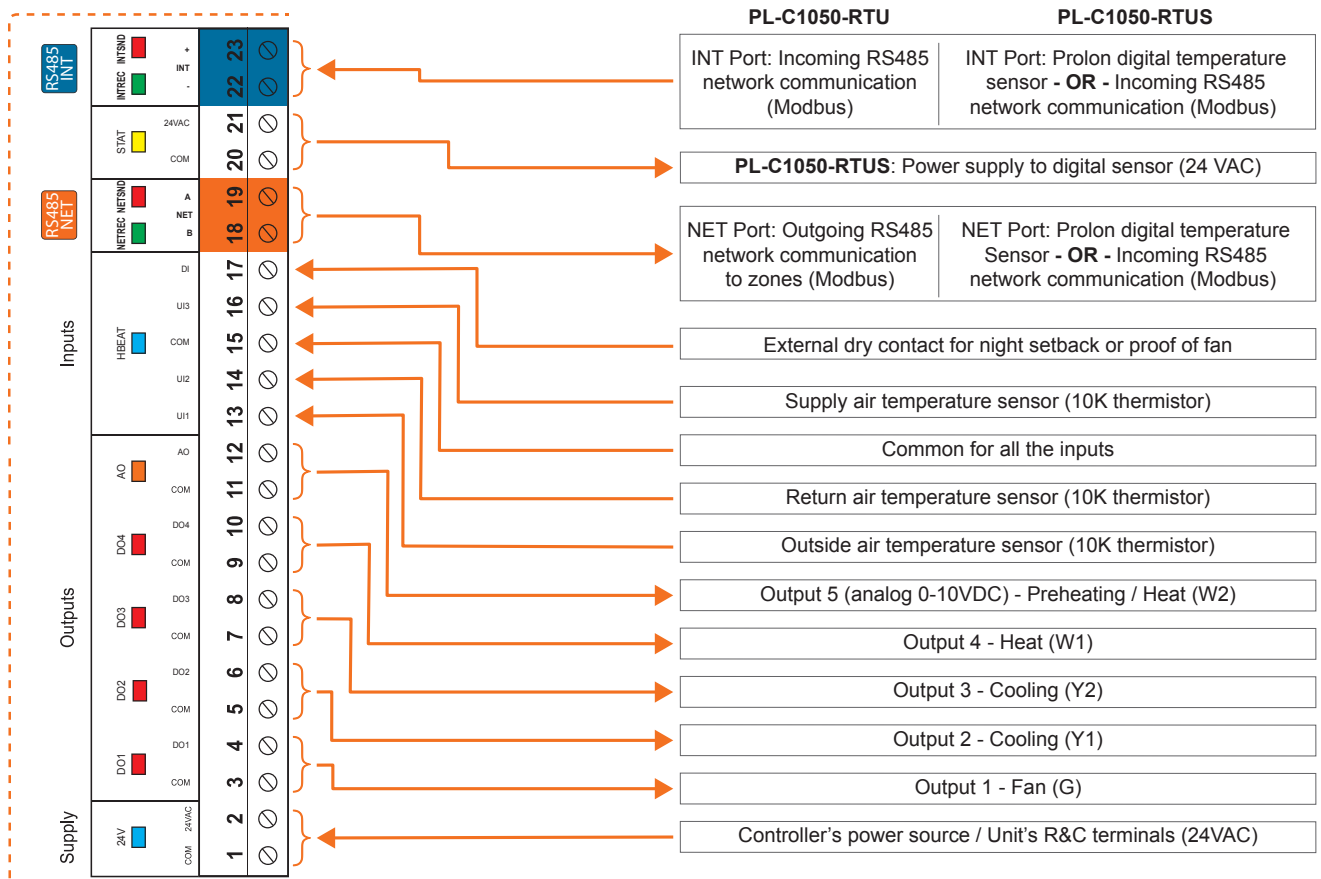 PL-C1050-RTU
PL-C1050-RTUS
RS485
INT
INTREC INTSND
+
INT
-
23
22
INT Port: Incoming RS485
network communication
(Modbus)
INT Port: Prolon digital temperature
sensor - OR - Incoming RS485
network communication (Modbus)
STAT
24VAC
COM
21
20
PL-C1050-RTUS: Power supply to digital sensor (24 VAC)
RS485
NET
NETREC NETSND
A
NET
B
19
18
NET Port: Outgoing RS485
network communication
to zones (Modbus)
NET Port: Prolon digital temperature
Sensor - OR - Incoming RS485
network communication (Modbus)
Inputs
HBEAT
DI
17
UI3
16
COM
15
UI2
14
UI1
13
External dry contact for night setback or proof of fan
Supply air temperature sensor (10K thermistor)
Common for all the inputs
Return air temperature sensor (10K thermistor)
Outside air temperature sensor (10K thermistor)
Outputs
AO
AO
12
COM
11
Output 5 (analog 0-10VDC) - Preheating / Heat (W2)
DO4
DO4
10
COM
9
Output 4 - Heat (W1)
DO3
DO3
8
COM
7
Output 3 - Cooling (Y2)
DO2
DO2
6
COM
5
Output 2 - Cooling (Y1)
DO1
DO1
4
COM
3
Output 1 - Fan (G)
Supply
24V
24VAC
2
COM
1
Controller's power source / Unit's R&C terminals (24VAC)